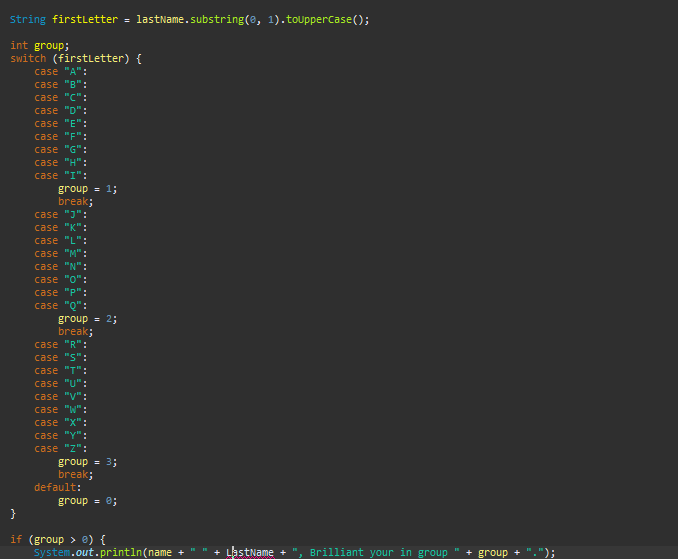 String firstLetter = lastName.substring(0, 1).toUpperCase();
int group;
switch (firstLetter) {
case "A":
case "B":
case "C":
case "D":
case "E":
case "F":
case "G":
case "H":
case "I":
group = 1;
break;
case "J":
case "K":
case "L":
case "M":
case "N":
case "O":
case "P":
case "Q":
group = 2;
break;
case "R":
case "S":
case "T":
case "U":
case "V":
case "W":
case "X":
case "Y":
case "Z":
group = 3;
break;
default:
group = 0;
}
if (group > 0) {
System.out.println(name + " " + LastName + ", Brilliant your in group " + group + ".");